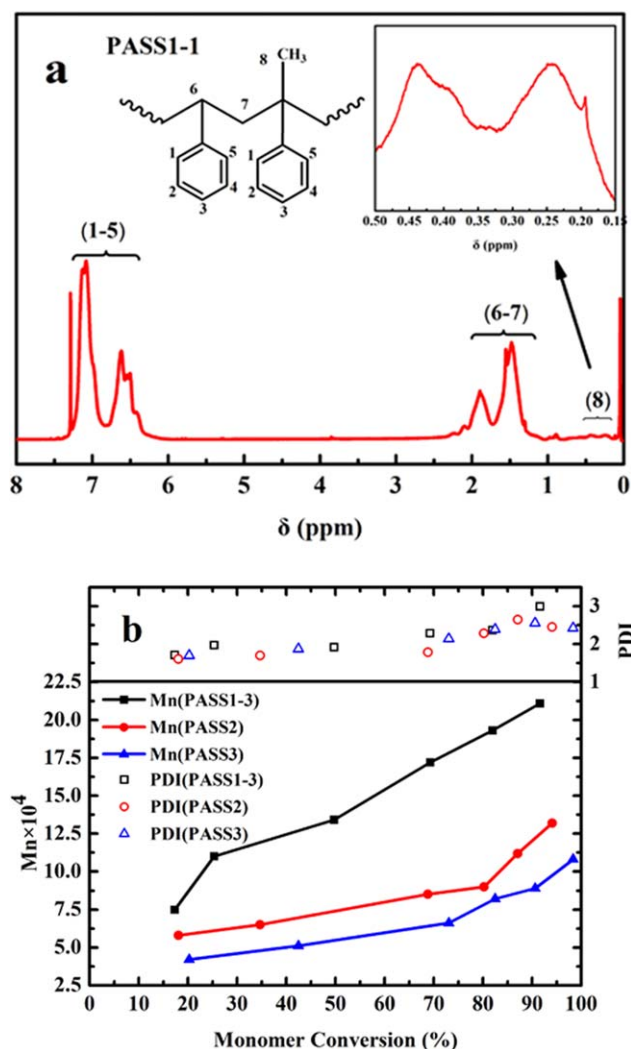 PASS1-1
a
8 CH₃
6
7
1 5 1 5
2 4 2 4
3 3
0.50 0.45 0.40 0.35 0.30 0.25 0.20 0.15
δ (ppm)
(1-5)
(6-7)
(8)
8 7 6 5 4 3 2 1 0
δ (ppm)
b
3
2
1
PDI
22.5
20.0
17.5
15.0
12.5
10.0
7.5
5.0
2.5
Mn×10⁴
Mn(PASS1-3)
Mn(PASS2)
Mn(PASS3)
PDI(PASS1-3)
PDI(PASS2)
PDI(PASS3)
0 10 20 30 40 50 60 70 80 90 100
Monomer Conversion (%)